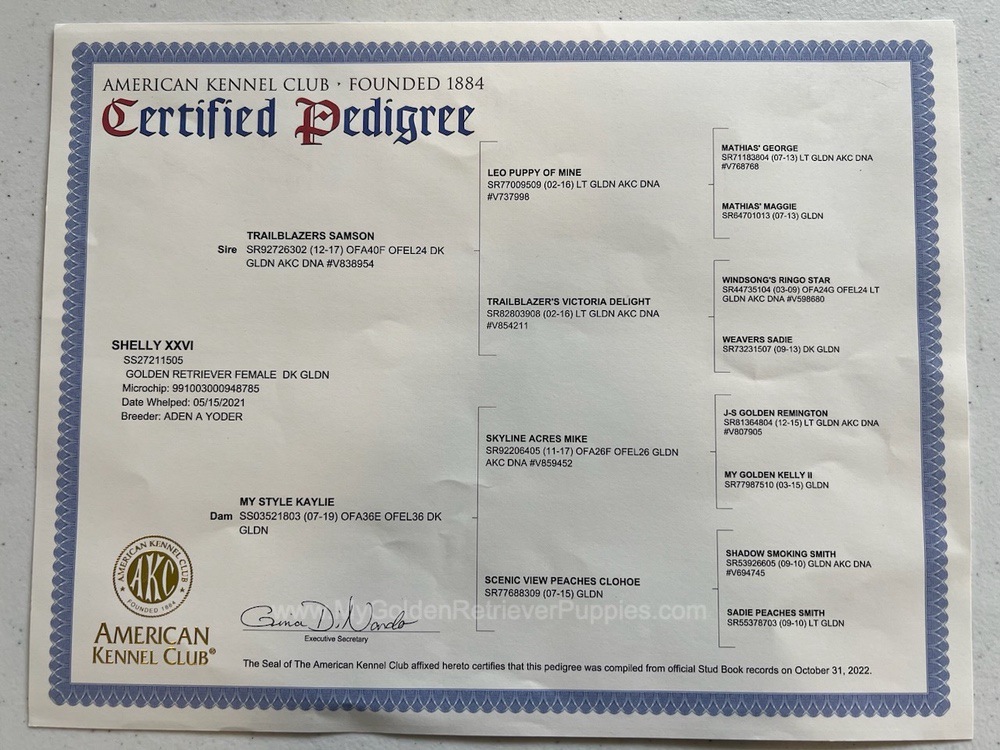 AMERICAN KENNEL CLUB · FOUNDED 1884
Certified Pedigree
SHELLY XXVI
SS27211505
GOLDEN RETRIEVER FEMALE DK GLDN
Microchip: 991003000948785
Date Whelped: 05/15/2021
Breeder: ADEN A YODER
TRAILBLAZERS SAMSON
Sire SR92726302 (12-17) OFA40F OFEL24 DK
GLDN AKC DNA #V838954
MY STYLE KAYLIE
Dam SS03521803 (07-19) OFA36E OFEL36 DK
GLDN
LEO PUPPY OF MINE
SR77009509 (02-16) LT GLDN AKC DNA
#V737998
TRAILBLAZER'S VICTORIA DELIGHT
SR82803908 (02-16) LT GLDN AKC DNA
#V854211
SKYLINE ACRES MIKE
SR92206405 (11-17) OFA26F OFEL26 GLDN
AKC DNA #V859452
SCENIC VIEW PEACHES CLOHOE
SR77688309 (07-15) GLDN
MATHIAS' GEORGE
SR71183804 (07-13) LT GLDN AKC DNA
#V768768
MATHIAS' MAGGIE
SR64701013 (07-13) GLDN
WINDSONG'S RINGO STAR
SR44735104 (03-09) OFA24G OFEL24 LT
GLDN AKC DNA #V598680
WEAVERS SADIE
SR73231507 (09-13) DK GLDN
J-S GOLDEN REMINGTON
SR81364804 (12-15) LT GLDN AKC DNA
#V807905
MY GOLDEN KELLY II
SR77987510 (03-15) GLDN
SHADOW SMOKING SMITH
SR53926605 (09-10) GLDN AKC DNA
#V694745
SADIE PEACHES SMITH
SR55378703 (09-10) LT GLDN
AMERICAN KENNEL CLUB
AKC
FOUNDED 1884
AMERICAN
KENNEL CLUB®
www.MyGoldenRetrieverPuppies.com
Gina DiNardo
Executive Secretary
The Seal of The American Kennel Club affixed hereto certifies that this pedigree was compiled from official Stud Book records on October 31, 2022.